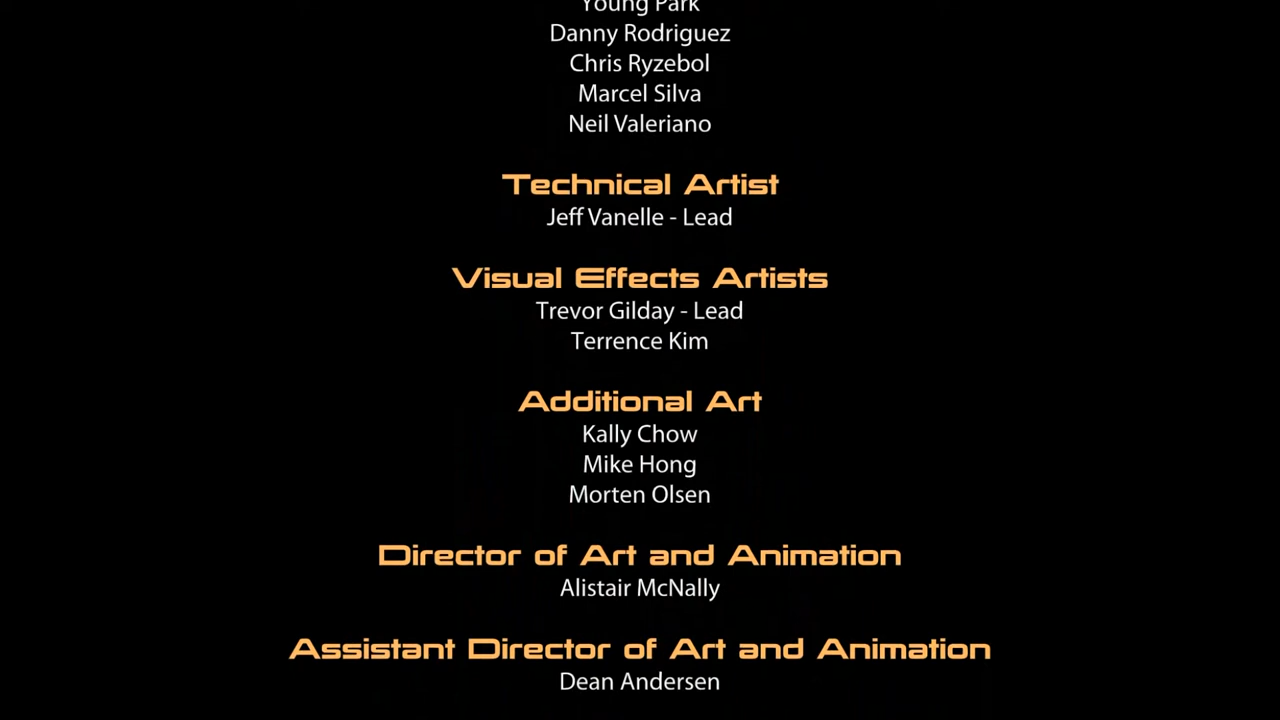 Young Park
Danny Rodriguez
Chris Ryzebol
Marcel Silva
Neil Valeriano
Technical Artist
Jeff Vanelle - Lead
Visual Effects Artists
Trevor Gilday - Lead
Terrence Kim
Additional Art
Kally Chow
Mike Hong
Morten Olsen
Director of Art and Animation
Alistair McNally
Assistant Director of Art and Animation
Dean Andersen